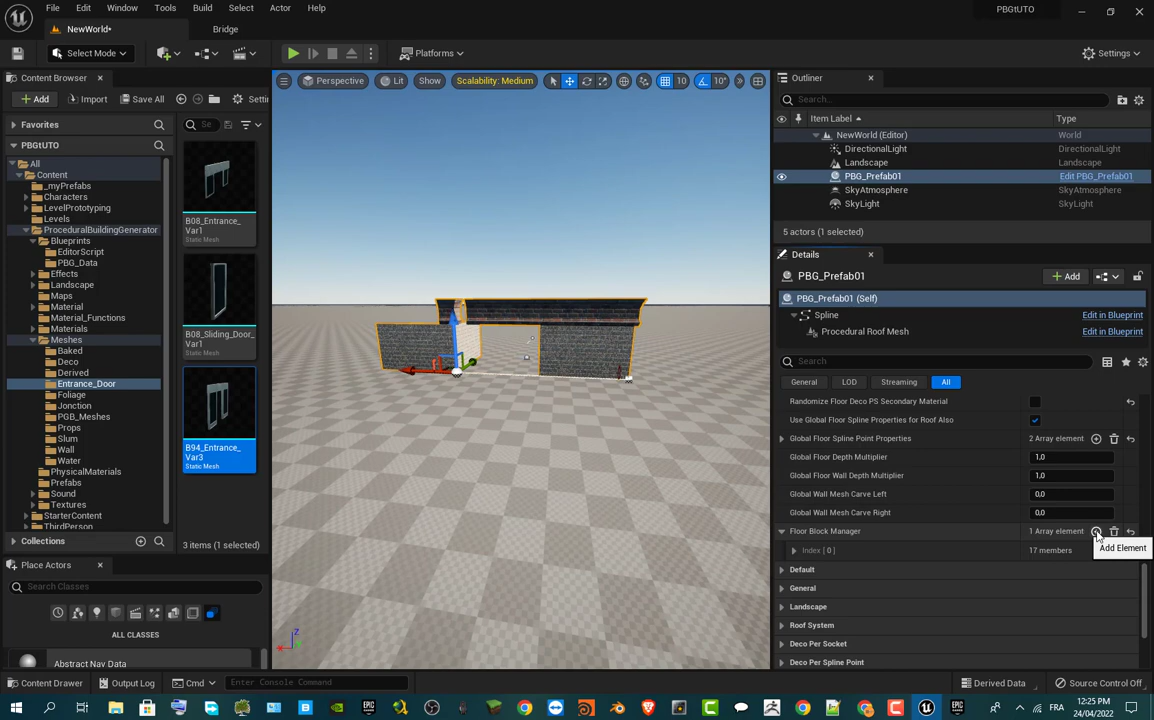 File
Edit
Window
Tools
Build
Select
Actor
Help
PBGtUTO
NewWorld*
Bridge
Select Mode
Platforms
Settings
Content Browser
Add
Import
Save All
Setti
Favorites
PBGtUTO
All
Content
_myPrefabs
Characters
LevelPrototyping
Levels
ProceduralBuildingGenerator
Blueprints
EditorScript
PBG_Data
Effects
Landscape
Maps
Material
Material_Functions
Materials
Meshes
Baked
Deco
Derived
Entrance_Door
Foliage
Jonction
PGB_Meshes
Props
Slum
Wall
Water
PhysicalMaterials
Prefabs
Sound
Textures
StarterContent
ThirdPerson
Collections
Se
B08_Entrance_
Var1
Static Mesh
B08_Sliding_Door_
Var1
Static Mesh
B94_Entrance_
Var3
Static Mesh
3 items (1 selected)
Place Actors
Search Classes
ALL CLASSES
Abstract Nav Data
Perspective
Lit
Show
Scalability: Medium
10
10°
Z
X
Outliner
Search...
Item Label
Type
NewWorld (Editor)
World
DirectionalLight
DirectionalLight
Landscape
Landscape
PBG_Prefab01
Edit PBG_Prefab01
SkyAtmosphere
SkyAtmosphere
SkyLight
SkyLight
5 actors (1 selected)
Details
PBG_Prefab01
Add
PBG_Prefab01 (Self)
Spline
Edit in Blueprint
Procedural Roof Mesh
Edit in Blueprint
Search
General
LOD
Streaming
All
Randomize Floor Deco PS Secondary Material
Use Global Floor Spline Properties for Roof Also
Global Floor Spline Point Properties
2 Array element
Global Floor Depth Multiplier
1,0
Global Floor Wall Depth Multiplier
1,0
Global Wall Mesh Carve Left
0,0
Global Wall Mesh Carve Right
0,0
Floor Block Manager
1 Array element
Add Element
Index [ 0 ]
17 members
Default
General
Landscape
Roof System
Deco Per Socket
Deco Per Spline Point
Content Drawer
Output Log
Cmd
Enter Console Command
Derived Data
Source Control Off
FRA
12:25 PM
24/04/2022